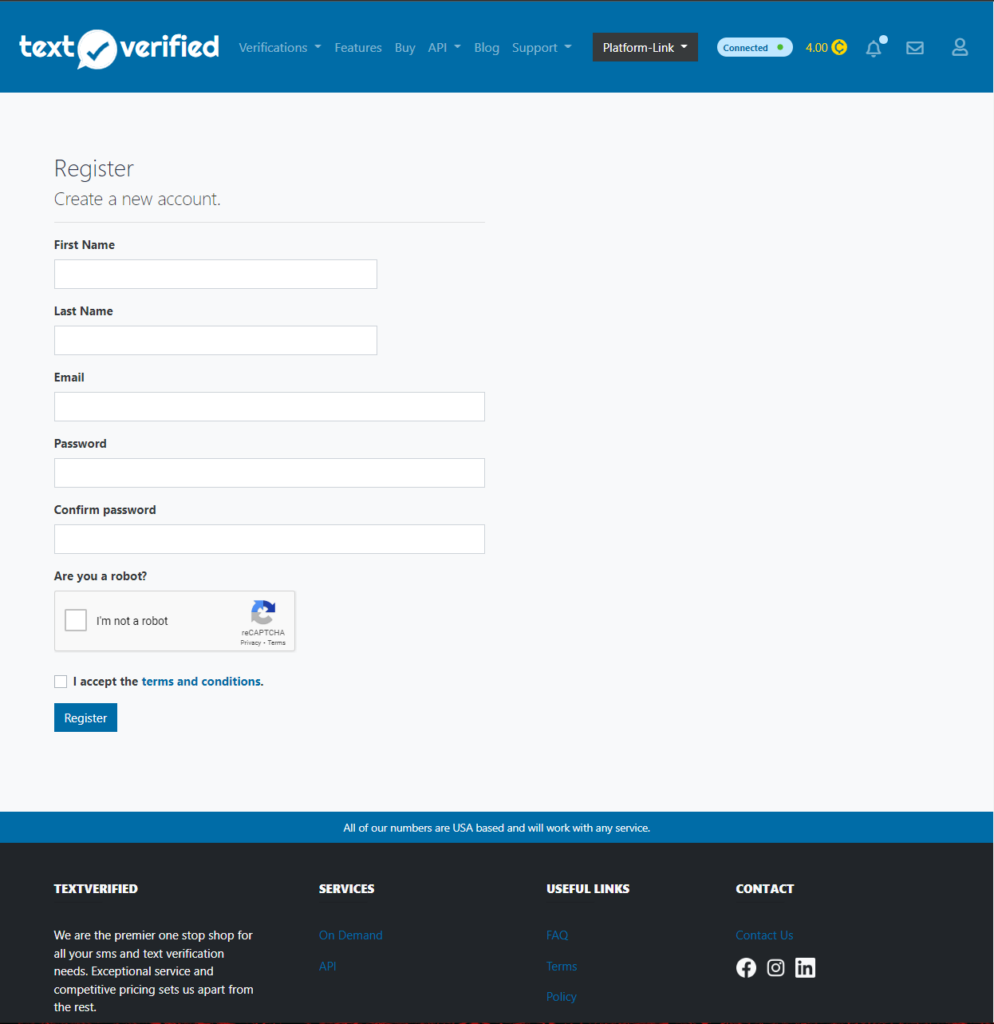 textverified Verifications Features Buy API Blog Support Platform-Link Connected 4.00 C
Register
Create a new account.
First Name
Last Name
Email
Password
Confirm password
Are you a robot?
I'm not a robot
reCAPTCHA
Privacy - Terms
I accept the terms and conditions.
Register
All of our numbers are USA based and will work with any service.
TEXTVERIFIED
We are the premier one stop shop for
all your sms and text verification
needs. Exceptional service and
competitive pricing sets us apart from
the rest.
SERVICES
On Demand
API
USEFUL LINKS
FAQ
Terms
Policy
CONTACT
Contact Us